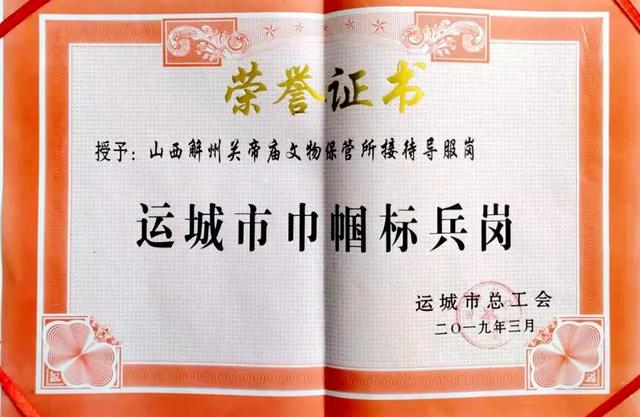 荣誉证书
授予：山西解州关帝庙文物保管所接待导服岗
运城市巾帼标兵岗
运城市总工会
二〇一九年三月